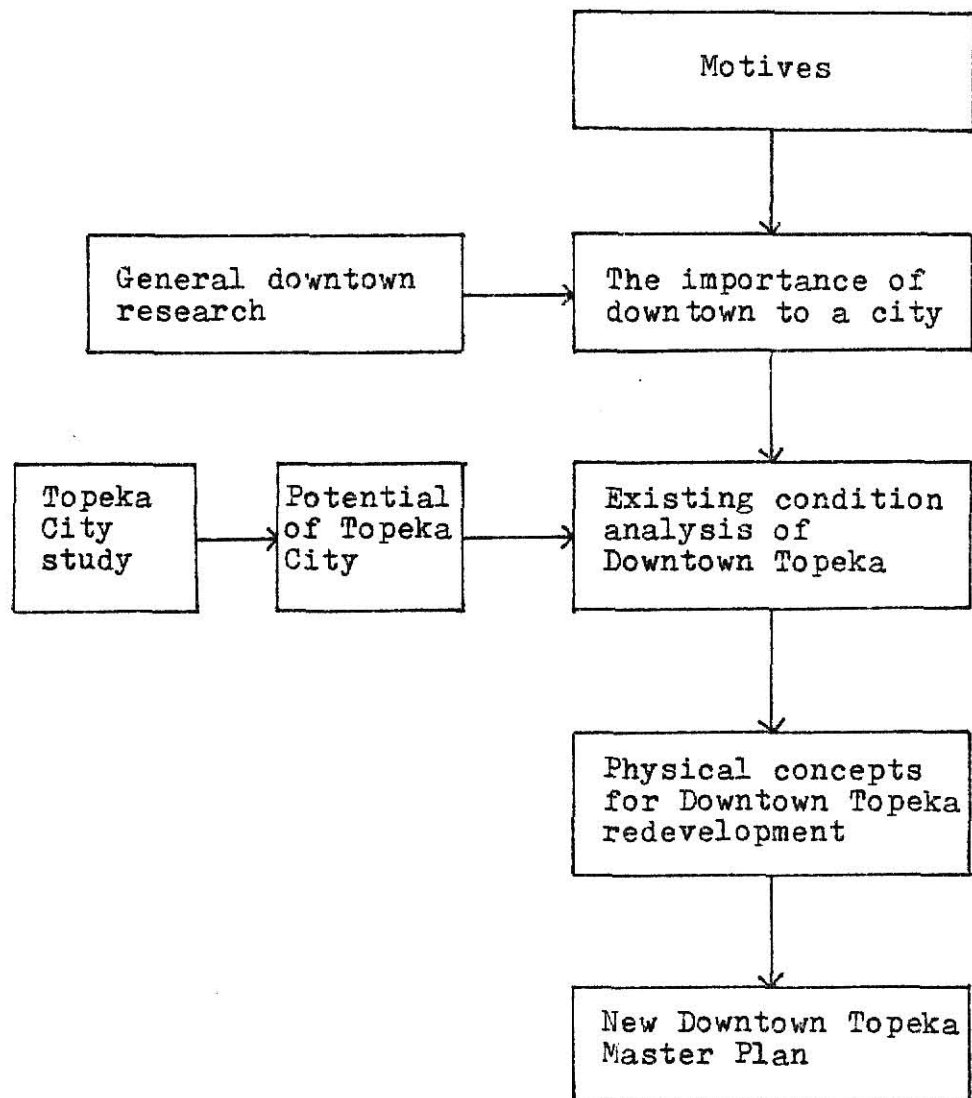 Motives
General downtown
research
The importance of
downtown to a city
Topeka
City
study
Potential
of Topeka
City
Existing condition
analysis of
Downtown Topeka
Physical concepts
for Downtown Topeka
redevelopment
New Downtown Topeka
Master Plan